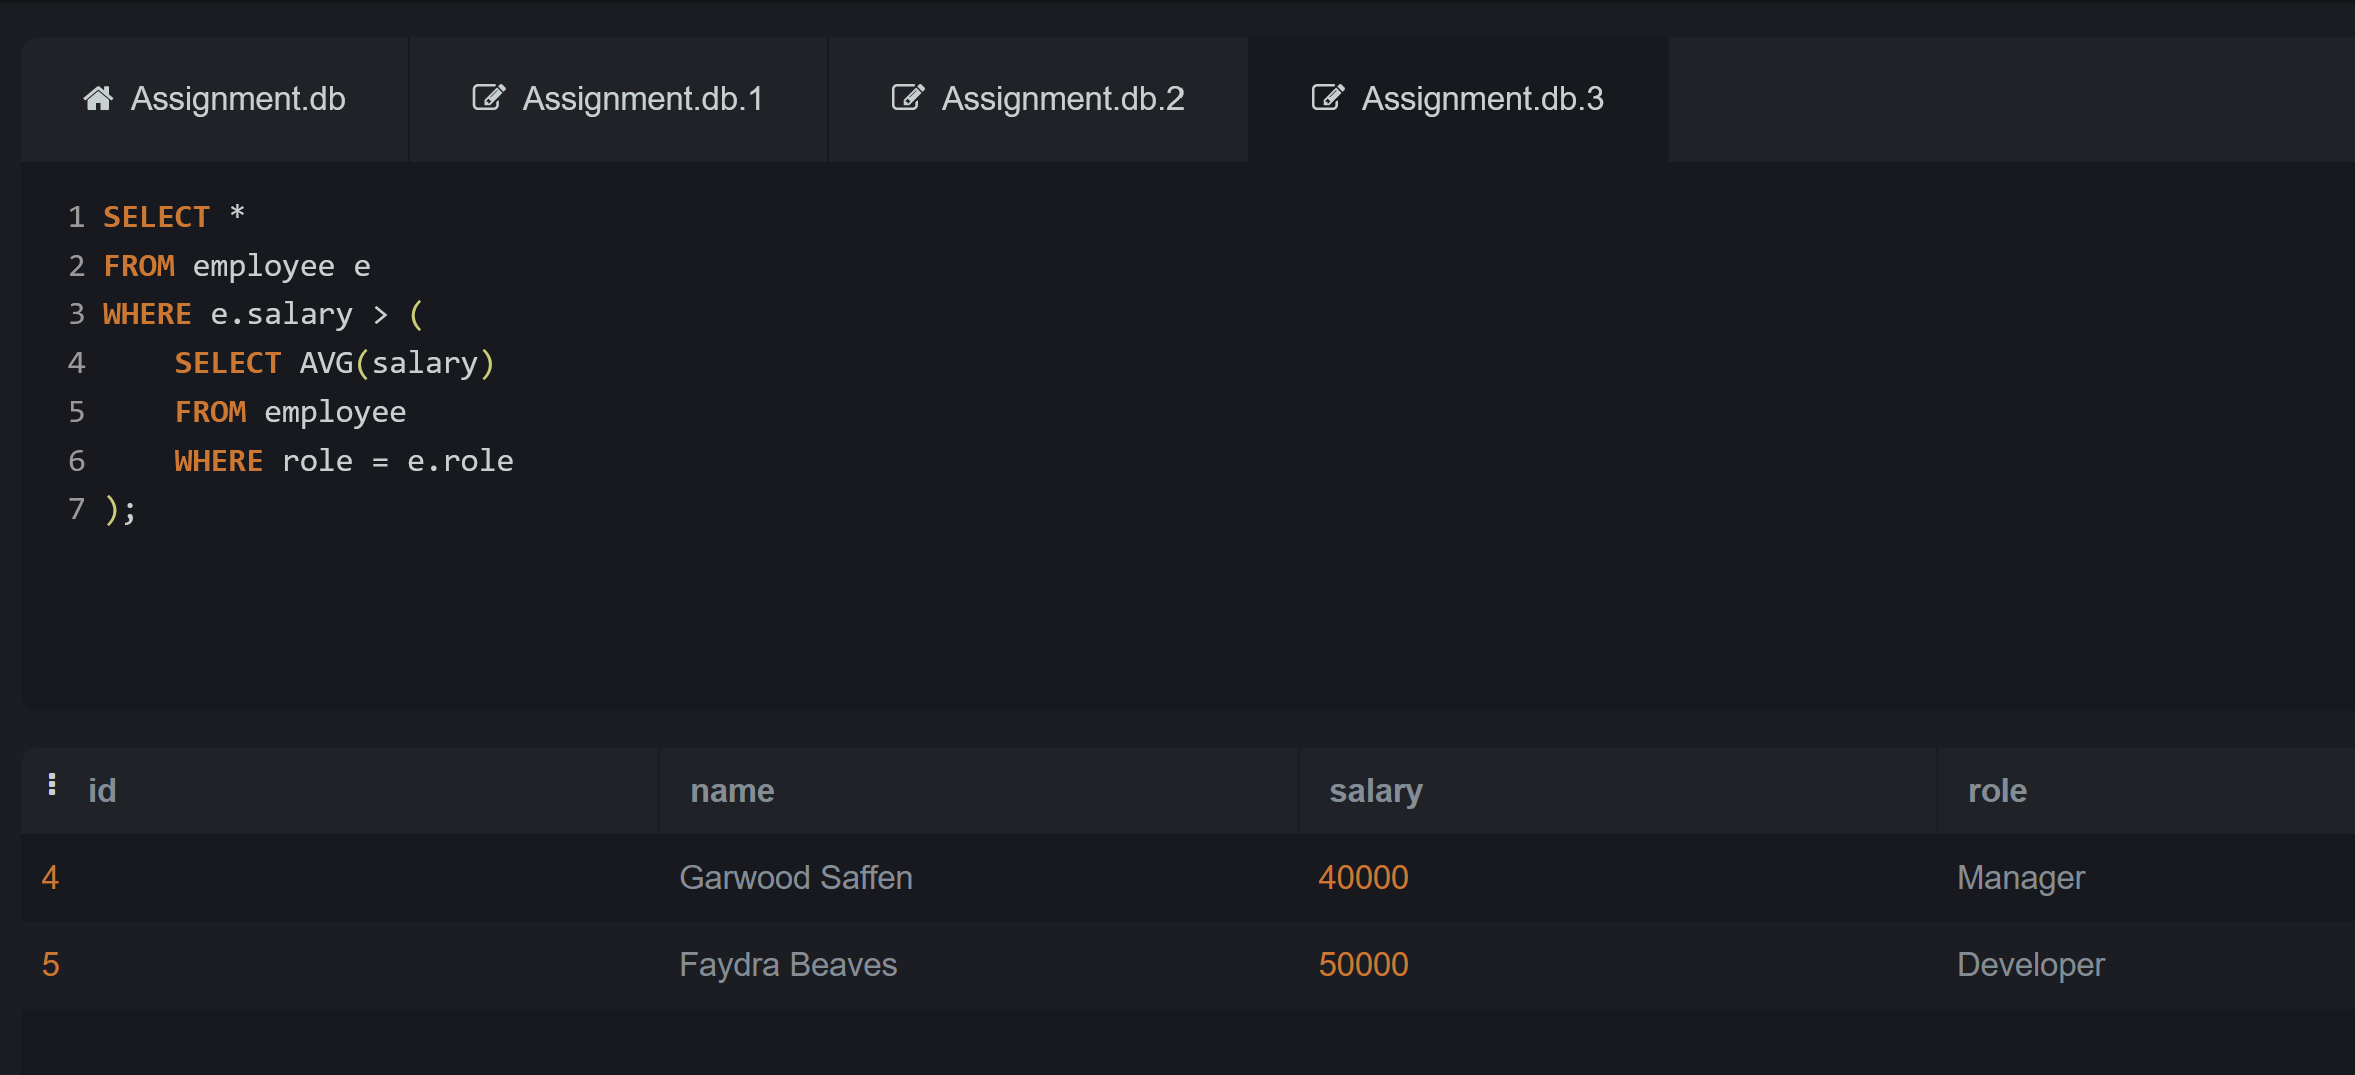 Assignment.db Assignment.db.1 Assignment.db.2 Assignment.db.3
1 SELECT *
2 FROM employee e
3 WHERE e.salary > (
4     SELECT AVG(salary)
5     FROM employee
6     WHERE role = e.role
7 );
id name salary role
4 Garwood Saffen 40000 Manager
5 Faydra Beaves 50000 Developer